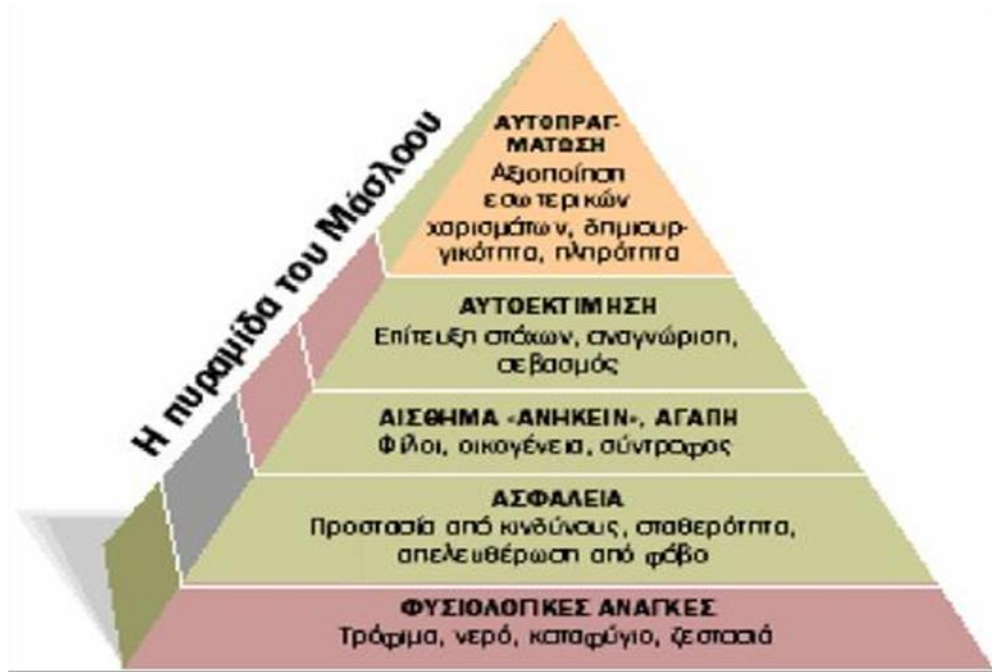 Η πυραμίδα του Μάσλοου
ΑΥΤΟΠΡΑΓ-
ΜΑΤΩΣΗ
Αξιοποίηση
εσωτερικών
χαρισμάτων, δημιουρ-
γικότητα, πληρότητα
ΑΥΤΟΕΚΤΙΜΗΣΗ
Επίτευξη στόχων, αναγνώριση,
σεβασμός
ΑΙΣΘΗΜΑ «ΑΝΗΚΕΙΝ», ΑΓΑΠΗ
Φίλοι, οικογένεια, σύντροφος
ΑΣΦΑΛΕΙΑ
Προστασία από κινδύνους, σταθερότητα,
απελευθέρωση από φόβο
ΦΥΣΙΟΛΟΓΙΚΕΣ ΑΝΑΓΚΕΣ
Τρόφιμα, νερό, καταφύγιο, ζεστασιά